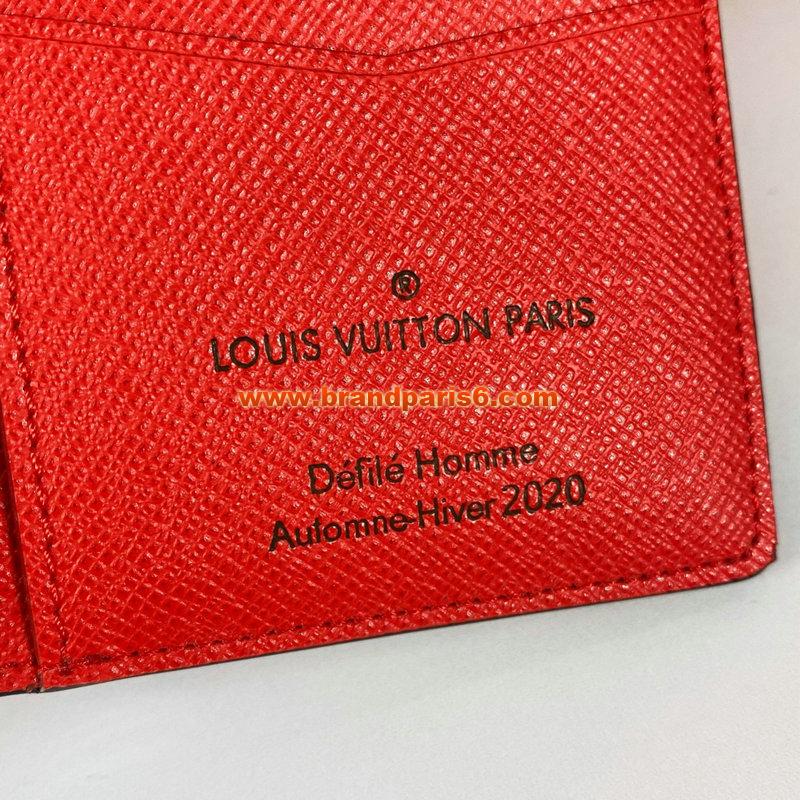 ®
LOUIS VUITTON PARIS
www.brandparis6.com
Défilé Homme
Automne-Hiver 2020